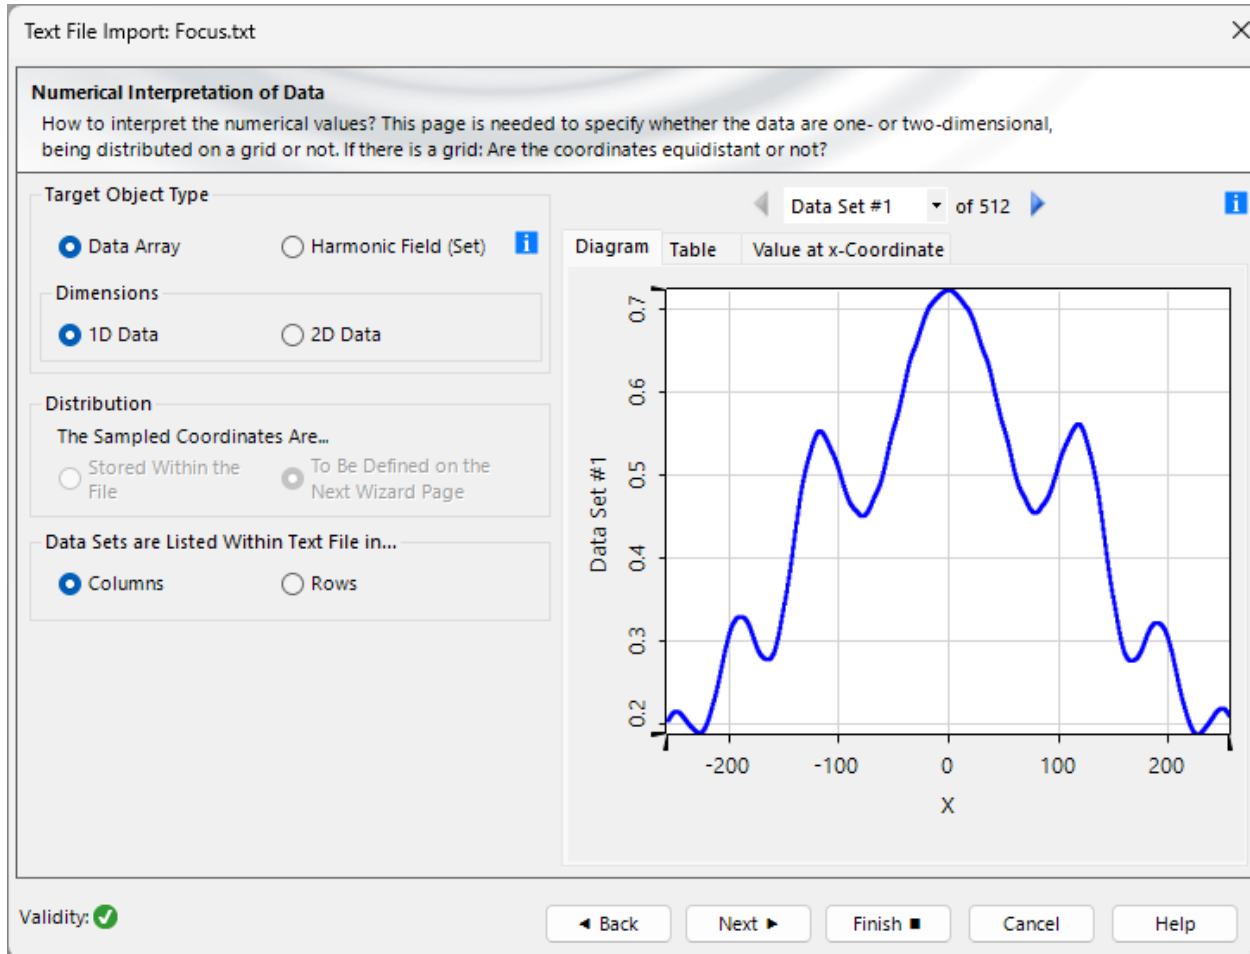 Text File Import: Focus.txt
Numerical Interpretation of Data
How to interpret the numerical values? This page is needed to specify whether the data are one- or two-dimensional,
being distributed on a grid or not. If there is a grid: Are the coordinates equidistant or not?
Target Object Type
Data Array
Harmonic Field (Set)
Dimensions
1D Data
2D Data
Distribution
The Sampled Coordinates Are...
Stored Within the
File
To Be Defined on the
Next Wizard Page
Data Sets are Listed Within Text File in...
Columns
Rows
Data Set #1
of 512
Diagram
Table
Value at x-Coordinate
Data Set #1
0.7
0.6
0.5
0.4
0.3
0.2
-200
-100
0
100
200
X
Validity:
Back
Next
Finish
Cancel
Help